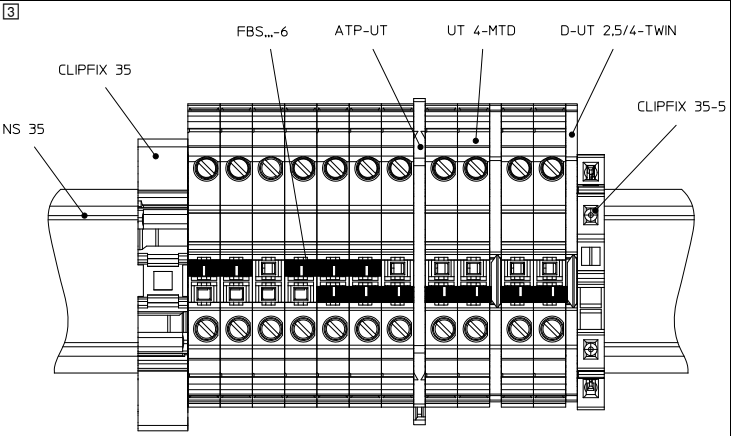 3
FBS...-6
ATP-UT
UT 4-MTD
D-UT 2,5/4-TWIN
CLIPFIX 35
CLIPFIX 35-5
NS 35